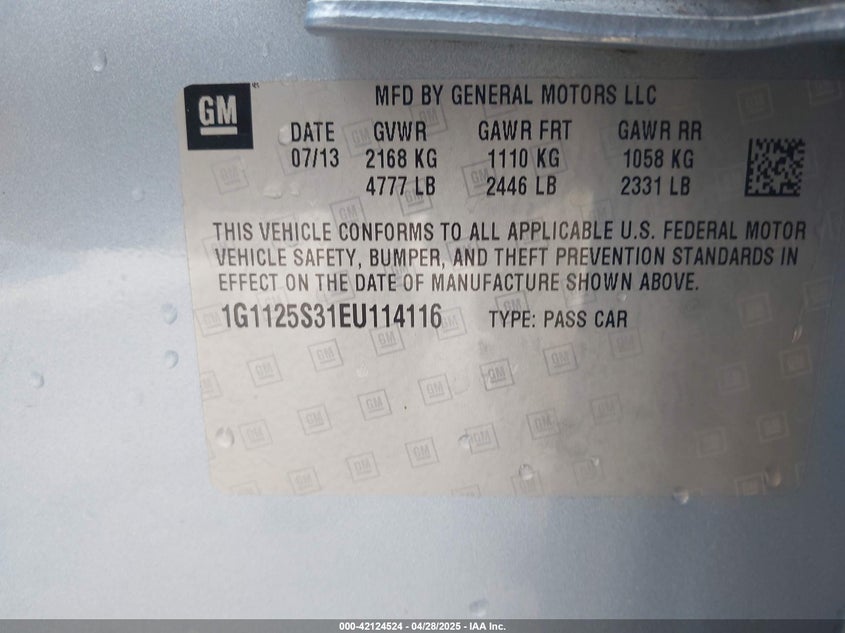 GM
MFD BY GENERAL MOTORS LLC
DATE GVWR GAWR FRT GAWR RR
07/13 2168 KG 1110 KG 1058 KG
4777 LB 2446 LB 2331 LB
THIS VEHICLE CONFORMS TO ALL APPLICABLE U.S. FEDERAL MOTOR
VEHICLE SAFETY, BUMPER, AND THEFT PREVENTION STANDARDS IN
EFFECT ON THE DATE OF MANUFACTURE SHOWN ABOVE.
1G1125S31EU114116 TYPE: PASS CAR
000-42124524 | 04/28/2025 - IAA Inc.